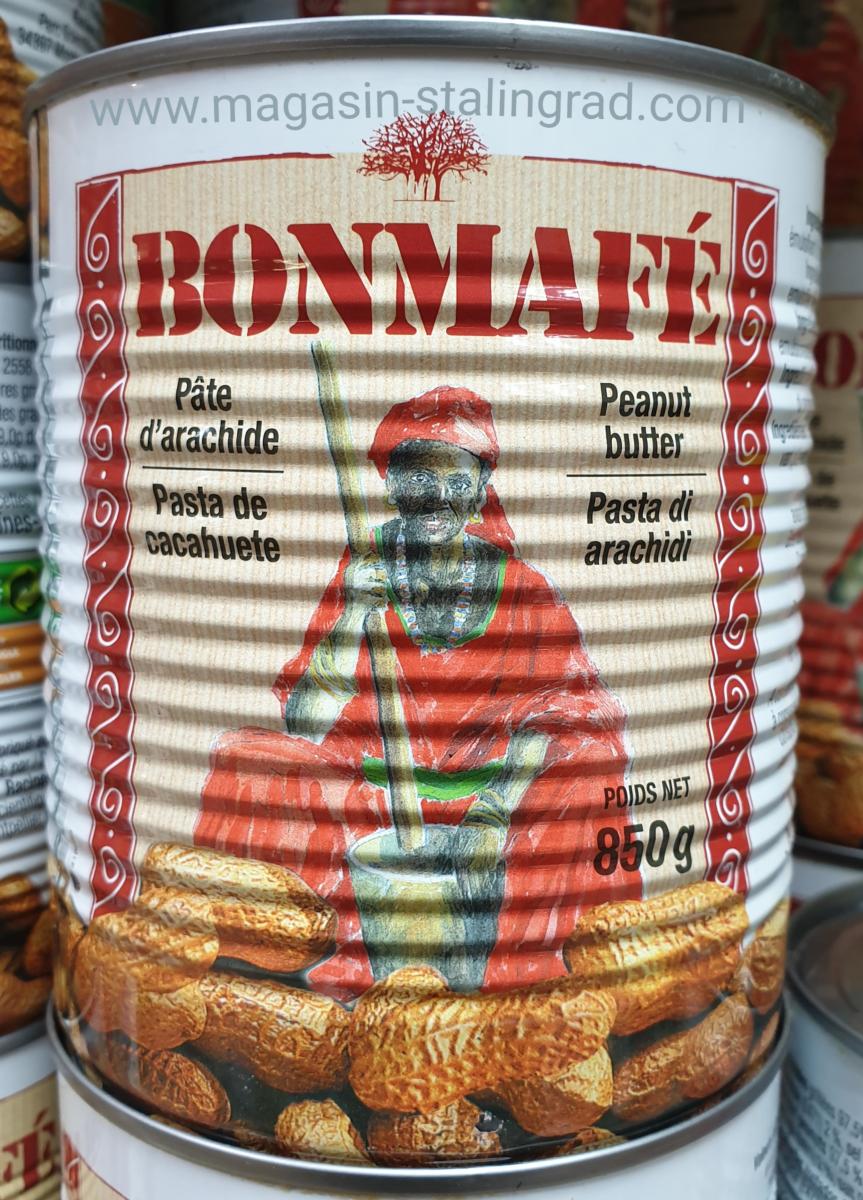 www.magasin-stalingrad.com
BONMAFÉ
Pâte
d'arachide
Pasta de
cacahuete
Peanut
butter
Pasta di
arachidi
POIDS NET
850g